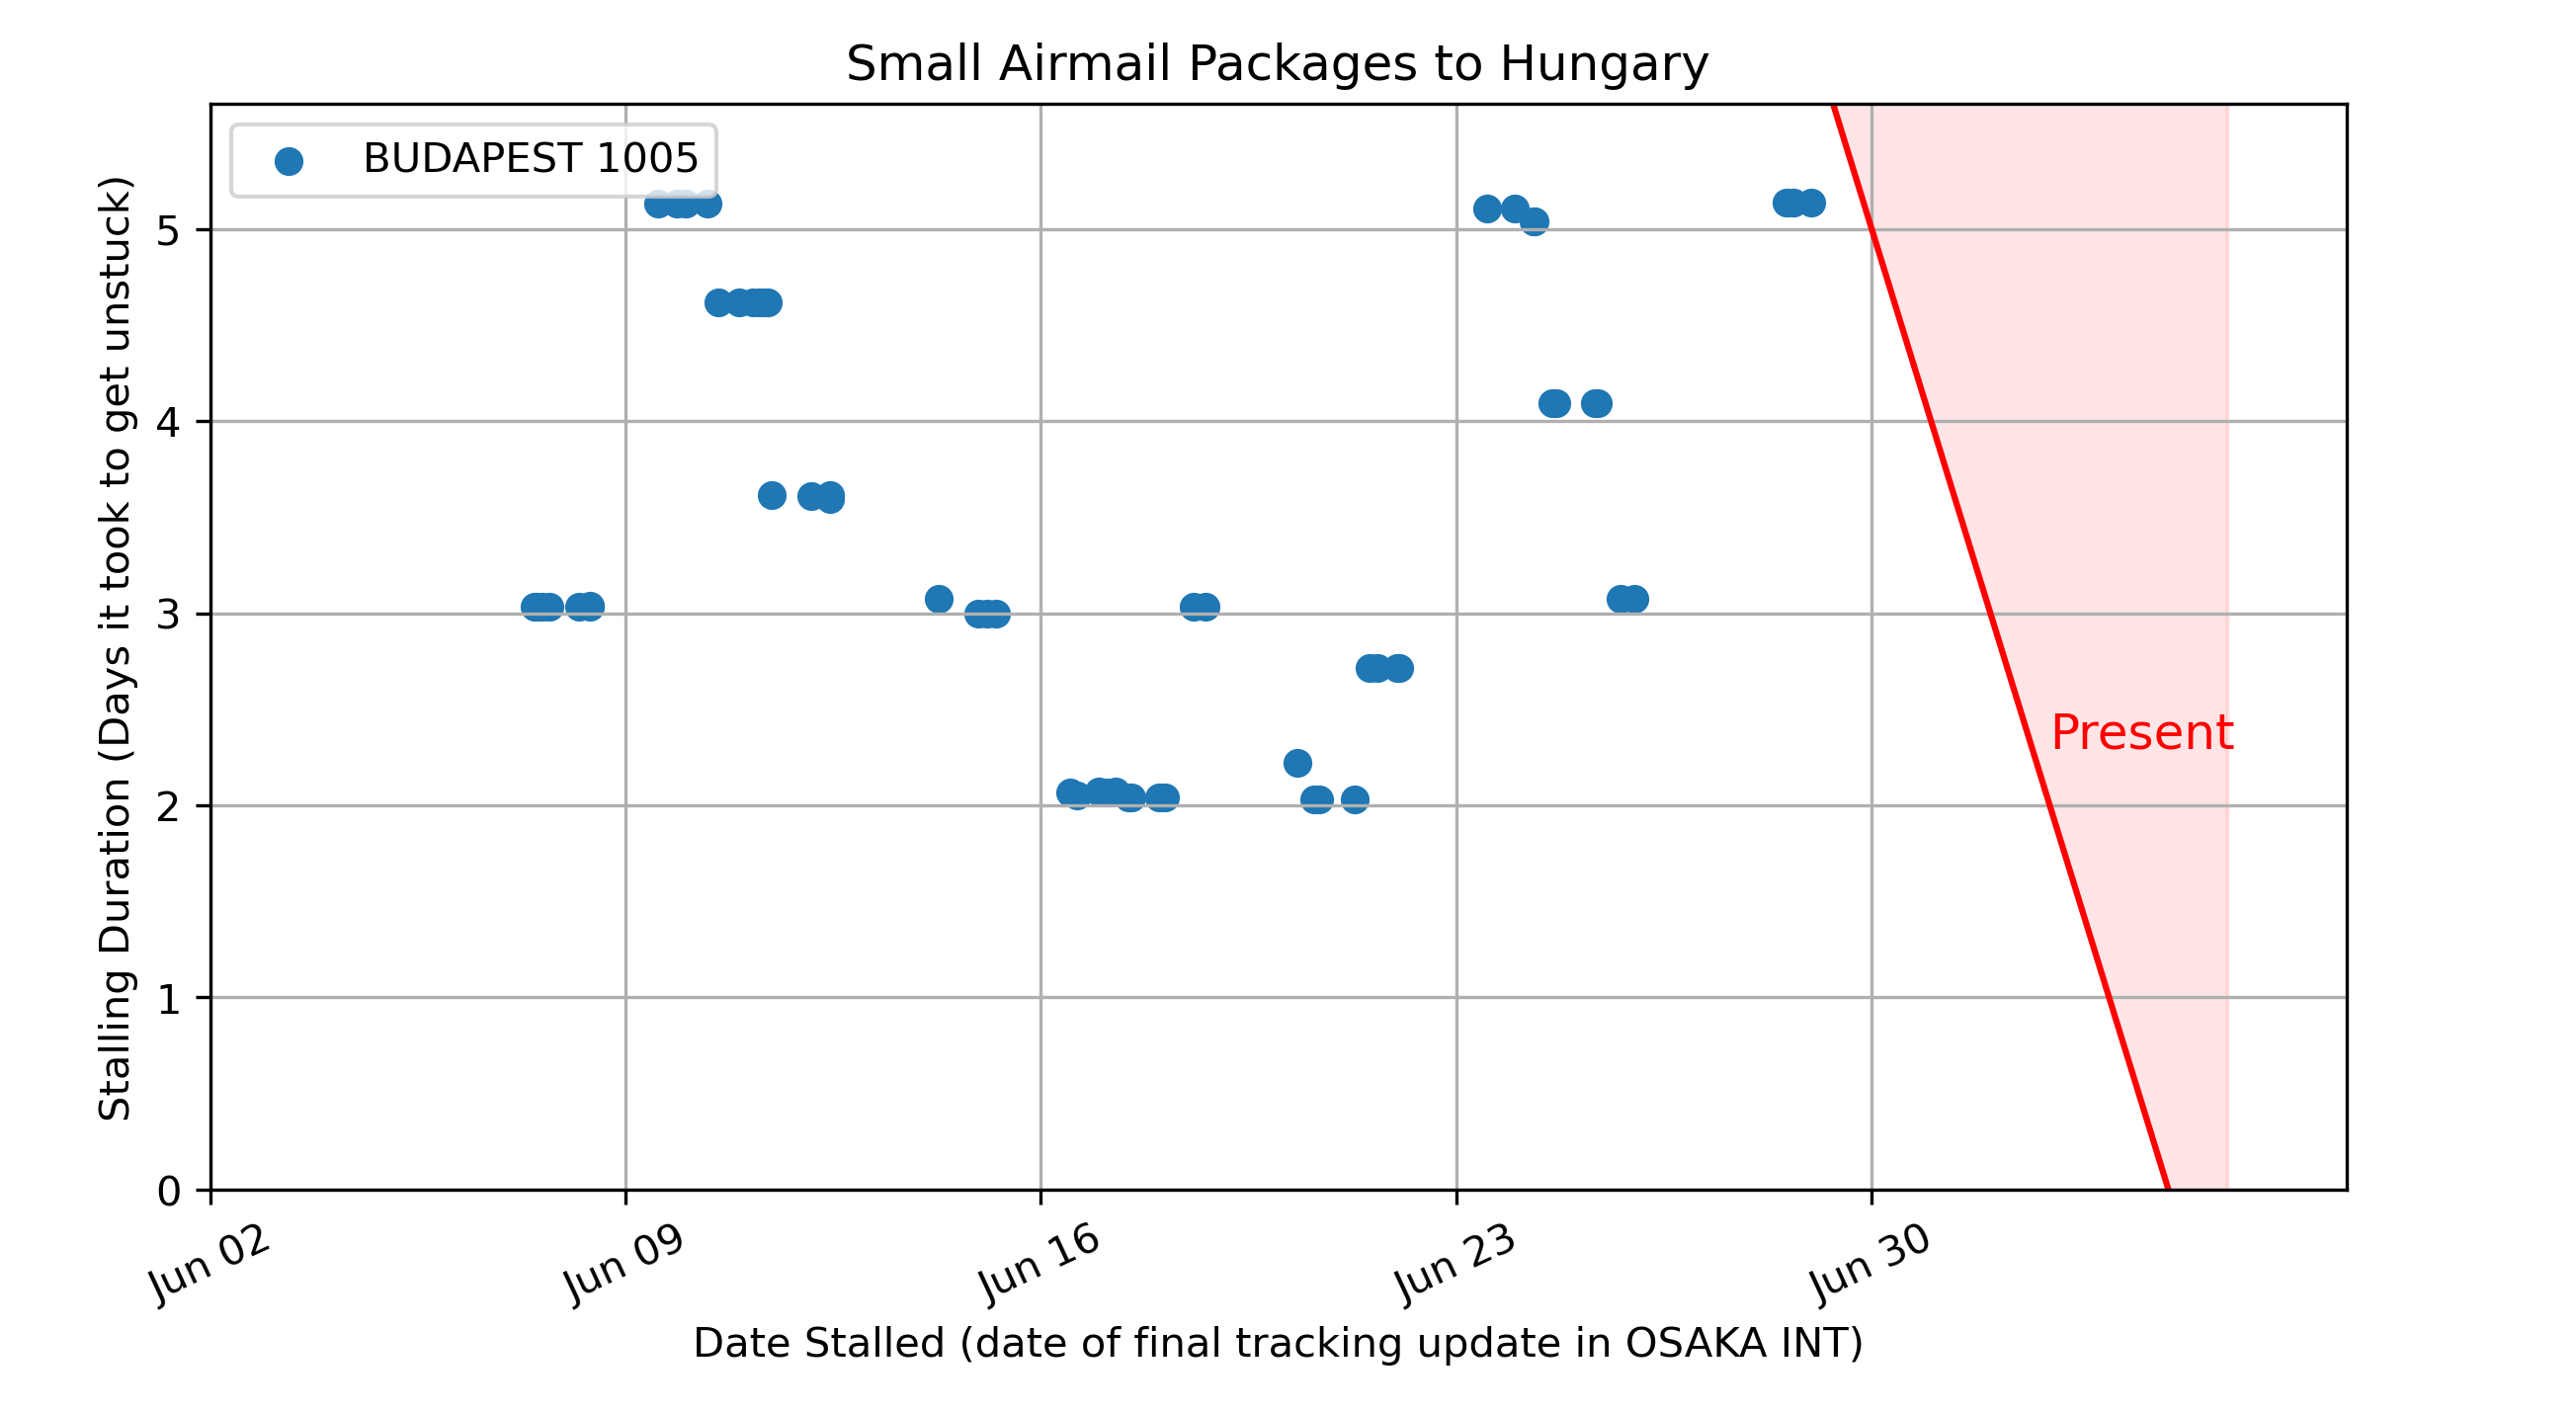 Small Airmail Packages to Hungary
BUDAPEST 1005
Stalling Duration (Days it took to get unstuck)
5
4
3
2
1
0
Present
Jun 02
Jun 09
Jun 16
Jun 23
Jun 30
Date Stalled (date of final tracking update in OSAKA INT)